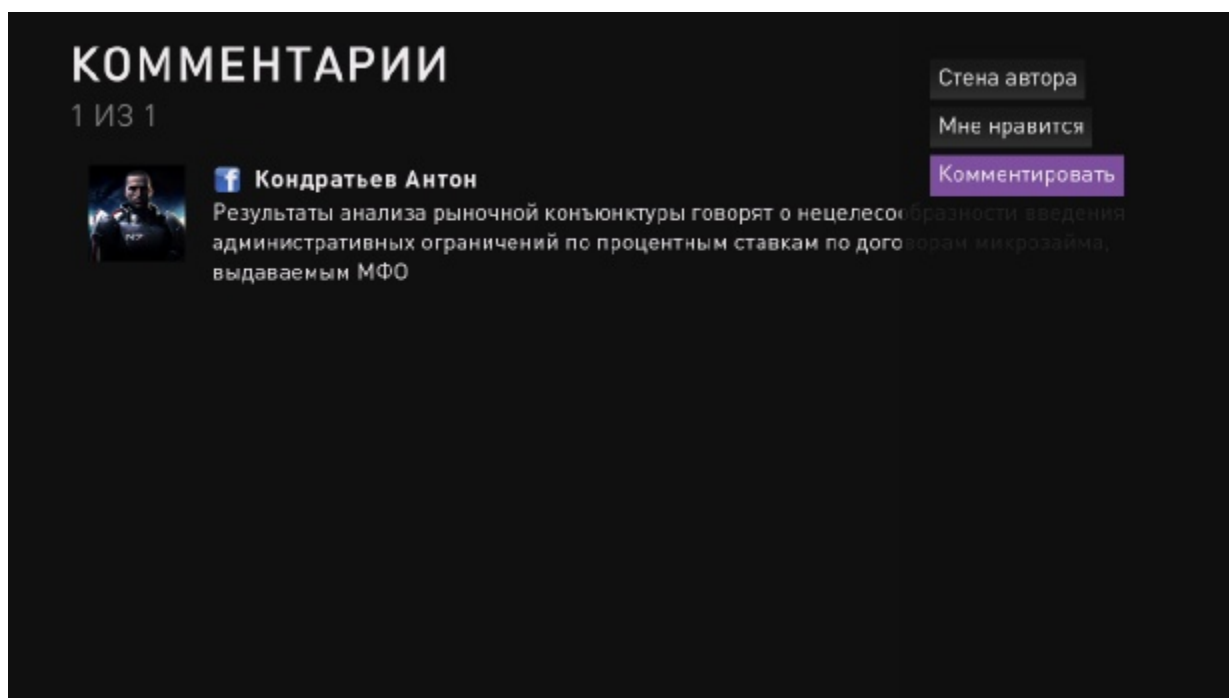 КОММЕНТАРИИ
1 ИЗ 1
Стена автора
Мне нравится
Комментировать
Кондратьев Антон
Результаты анализа рыночной конъюнктуры говорят о нецелесообразности введения
административных ограничений по процентным ставкам по договорам микрозайма,
выдаваемым МФО
N7